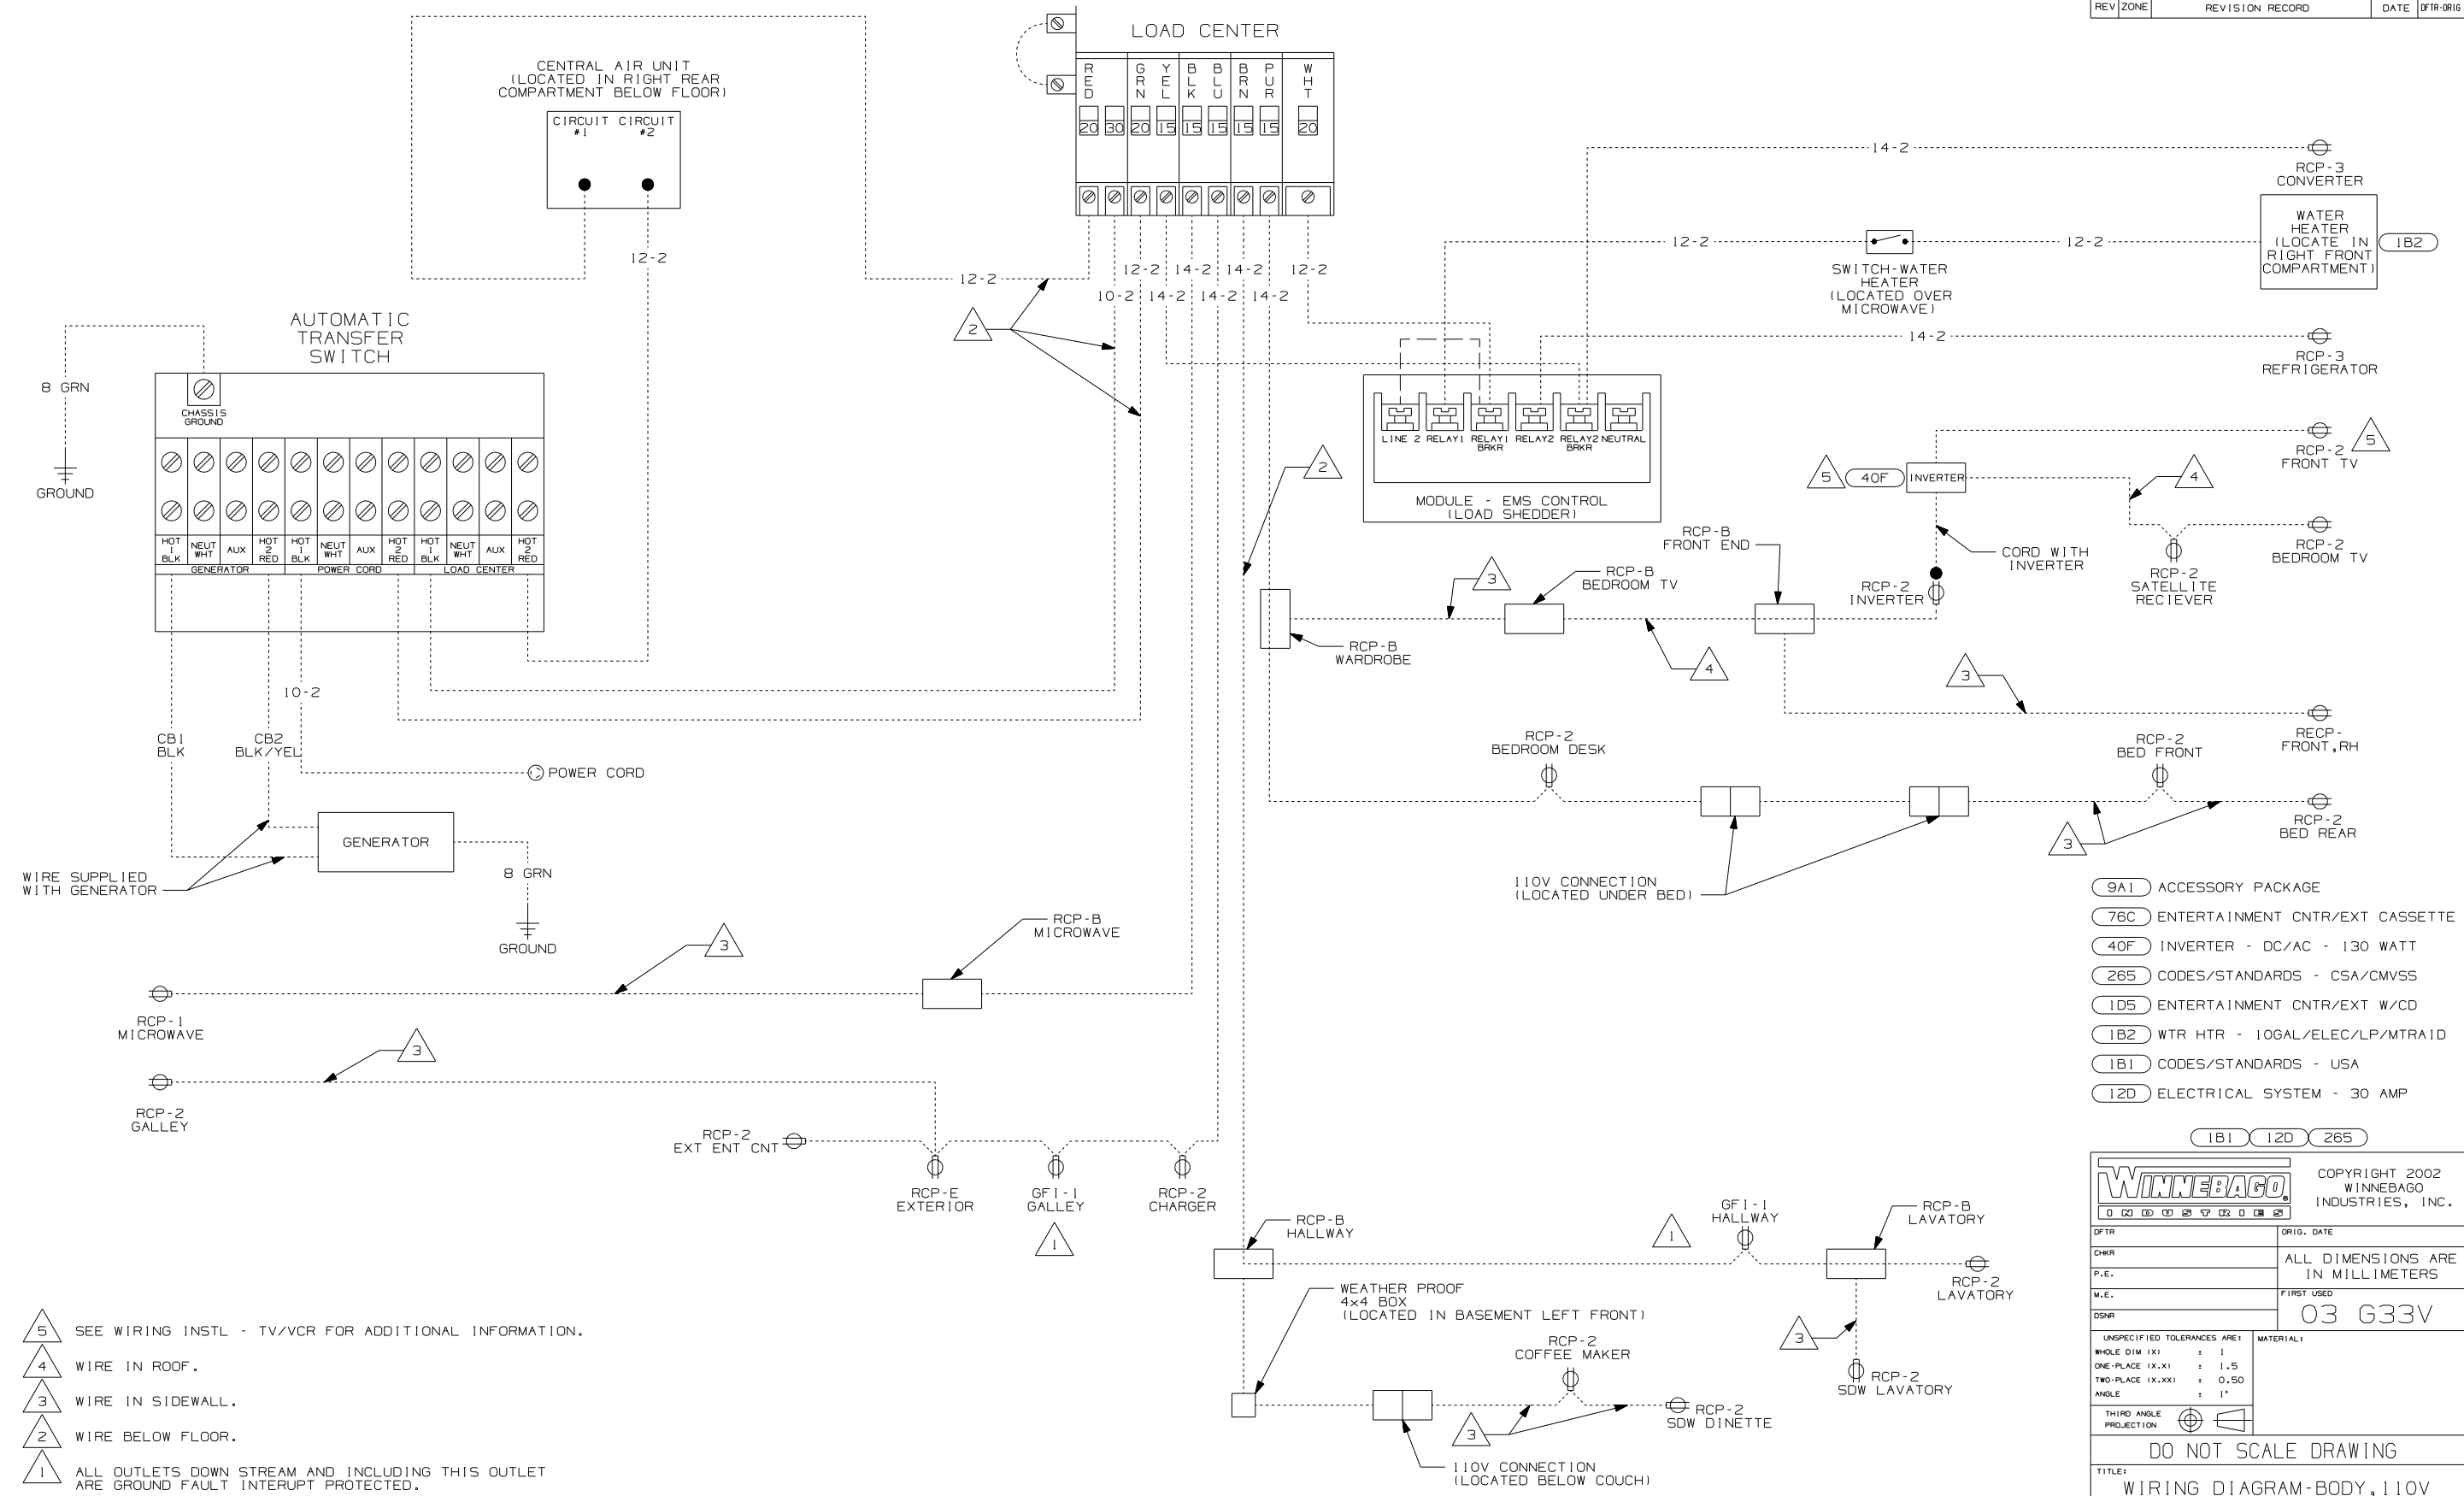 REV ZONE REVISION RECORD DATE DFTR-ORIG
LOAD CENTER
RED GRN YEL BLK BLU BRN PUR WHT
20 30 20 15 15 15 15 15 20
CENTRAL AIR UNIT
(LOCATED IN RIGHT REAR
COMPARTMENT BELOW FLOOR)
CIRCUIT CIRCUIT
#1 #2
12-2
12-2
12-2 14-2 14-2 12-2
10-2 14-2 14-2 14-2
2
14-2
RCP-3
CONVERTER
12-2
SWITCH-WATER
HEATER
(LOCATED OVER
MICROWAVE)
12-2
WATER
HEATER
(LOCATE IN
RIGHT FRONT
COMPARTMENT)
1B2
14-2
RCP-3
REFRIGERATOR
AUTOMATIC
TRANSFER
SWITCH
8 GRN
GROUND
CHASSIS
GROUND
HOT 1 BLK NEUT WHT AUX HOT 2 RED HOT 1 BLK NEUT WHT AUX HOT 2 RED HOT 1 BLK NEUT WHT AUX HOT 2 RED
GENERATOR POWER CORD LOAD CENTER
LINE 2 RELAY1 RELAY1 BRKR RELAY2 RELAY2 BRKR NEUTRAL
MODULE - EMS CONTROL
(LOAD SHEDDER)
2
5
40F
INVERTER
RCP-2
FRONT TV
5
4
RCP-2
BEDROOM TV
RCP-2
SATELLITE
RECIEVER
CORD WITH
INVERTER
RCP-2
INVERTER
RCP-B
FRONT END
RCP-B
BEDROOM TV
3
RCP-B
WARDROBE
4
3
RECP-
FRONT,RH
10-2
CB1
BLK
CB2
BLK/YEL
POWER CORD
GENERATOR
WIRE SUPPLIED
WITH GENERATOR
8 GRN
GROUND
RCP-2
BEDROOM DESK
RCP-2
BED FRONT
RCP-2
BED REAR
3
110V CONNECTION
(LOCATED UNDER BED)
RCP-B
MICROWAVE
3
RCP-1
MICROWAVE
3
RCP-2
GALLEY
RCP-2
EXT ENT CNT
RCP-E
EXTERIOR
GFI-1
GALLEY
1
RCP-2
CHARGER
RCP-B
HALLWAY
1
GFI-1
HALLWAY
RCP-B
LAVATORY
RCP-2
LAVATORY
3
RCP-2
SDW LAVATORY
WEATHER PROOF
4x4 BOX
(LOCATED IN BASEMENT LEFT FRONT)
RCP-2
COFFEE MAKER
3
RCP-2
SDW DINETTE
110V CONNECTION
(LOCATED BELOW COUCH)
9A1 ACCESSORY PACKAGE
76C ENTERTAINMENT CNTR/EXT CASSETTE
40F INVERTER - DC/AC - 130 WATT
265 CODES/STANDARDS - CSA/CMVSS
1D5 ENTERTAINMENT CNTR/EXT W/CD
1B2 WTR HTR - 10GAL/ELEC/LP/MTRAID
1B1 CODES/STANDARDS - USA
12D ELECTRICAL SYSTEM - 30 AMP
1B1 12D 265
5 SEE WIRING INSTL - TV/VCR FOR ADDITIONAL INFORMATION.
4 WIRE IN ROOF.
3 WIRE IN SIDEWALL.
2 WIRE BELOW FLOOR.
1 ALL OUTLETS DOWN STREAM AND INCLUDING THIS OUTLET
ARE GROUND FAULT INTERUPT PROTECTED.
WINNEBAGO®
INDUSTRIES
COPYRIGHT 2002
WINNEBAGO
INDUSTRIES, INC.
DFTR
ORIG. DATE
CHKR
ALL DIMENSIONS ARE
IN MILLIMETERS
P.E.
M.E.
FIRST USED
03 G33V
DSNR
UNSPECIFIED TOLERANCES ARE:
MATERIAL:
WHOLE DIM (X) ± 1
ONE-PLACE (X.X) ± 1.5
TWO-PLACE (X.XX) ± 0.50
ANGLE ± 1°
THIRD ANGLE
PROJECTION
DO NOT SCALE DRAWING
TITLE:
WIRING DIAGRAM-BODY,110V